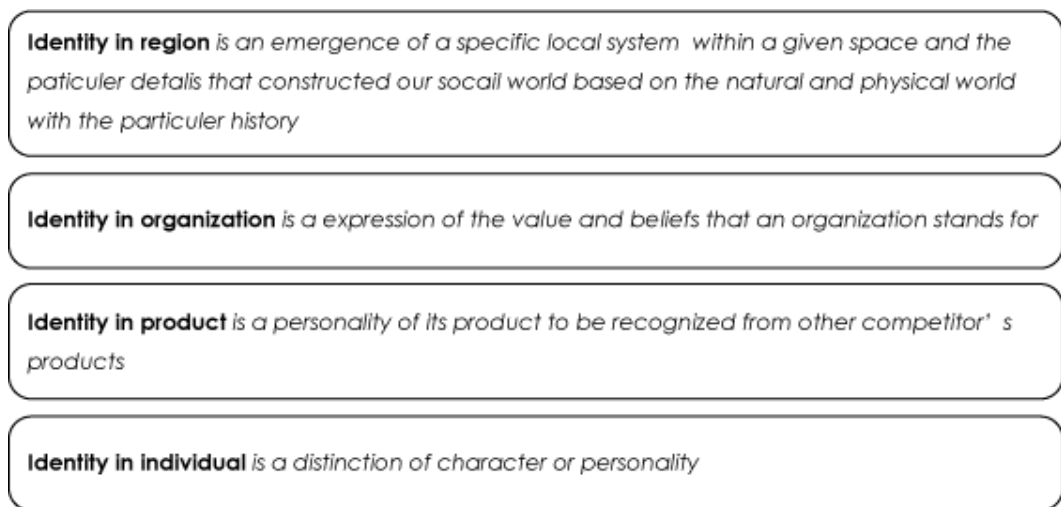 Identity in region is an emergence of a specific local system within a given space and the
paticuler detalis that constructed our socail world based on the natural and physical world
with the particuler history
Identity in organization is a expression of the value and beliefs that an organization stands for
Identity in product is a personality of its product to be recognized from other competitor’ s
products
Identity in individual is a distinction of character or personality